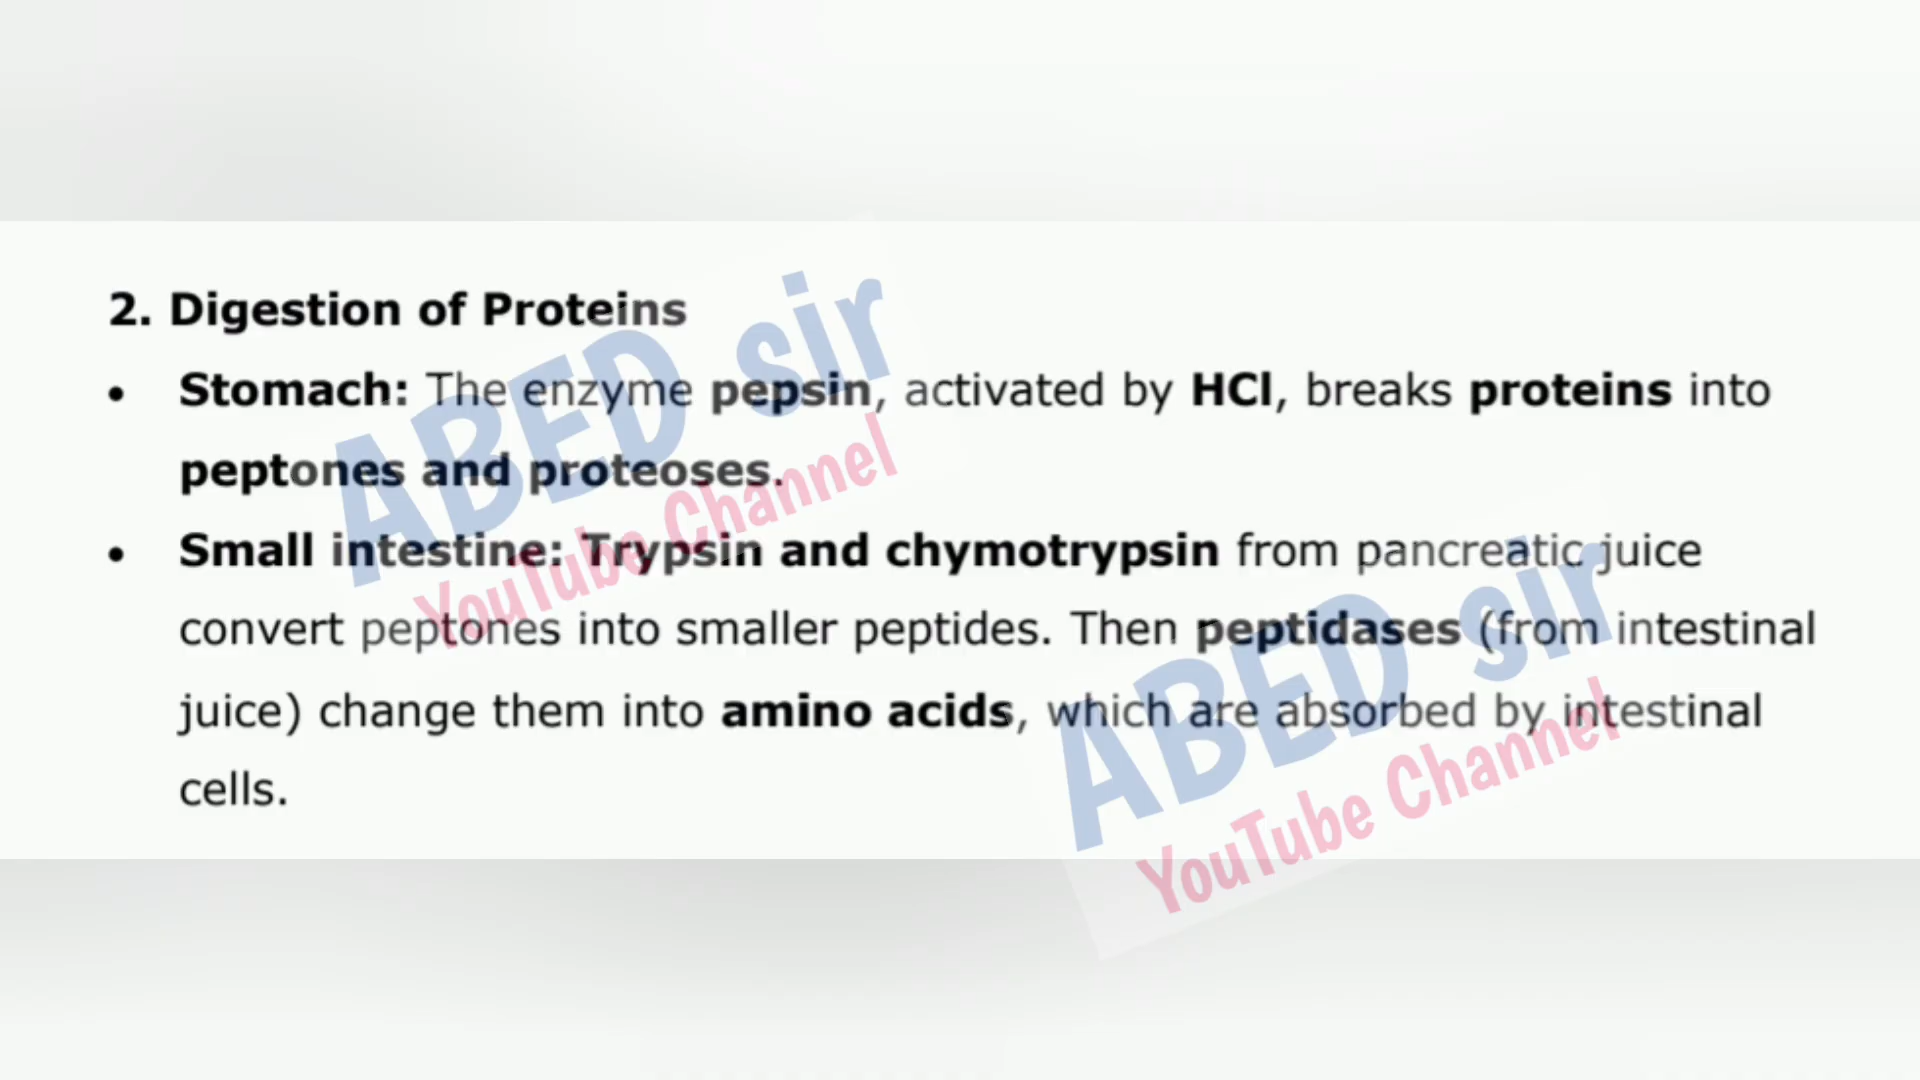 2. Digestion of Proteins
• Stomach: The enzyme pepsin, activated by HCl, breaks proteins into
peptones and proteoses.
• Small intestine: Trypsin and chymotrypsin from pancreatic juice
convert peptones into smaller peptides. Then peptidases (from intestinal
juice) change them into amino acids, which are absorbed by intestinal
cells.
ABED sir
YouTube Channel
ABED sir
YouTube Channel